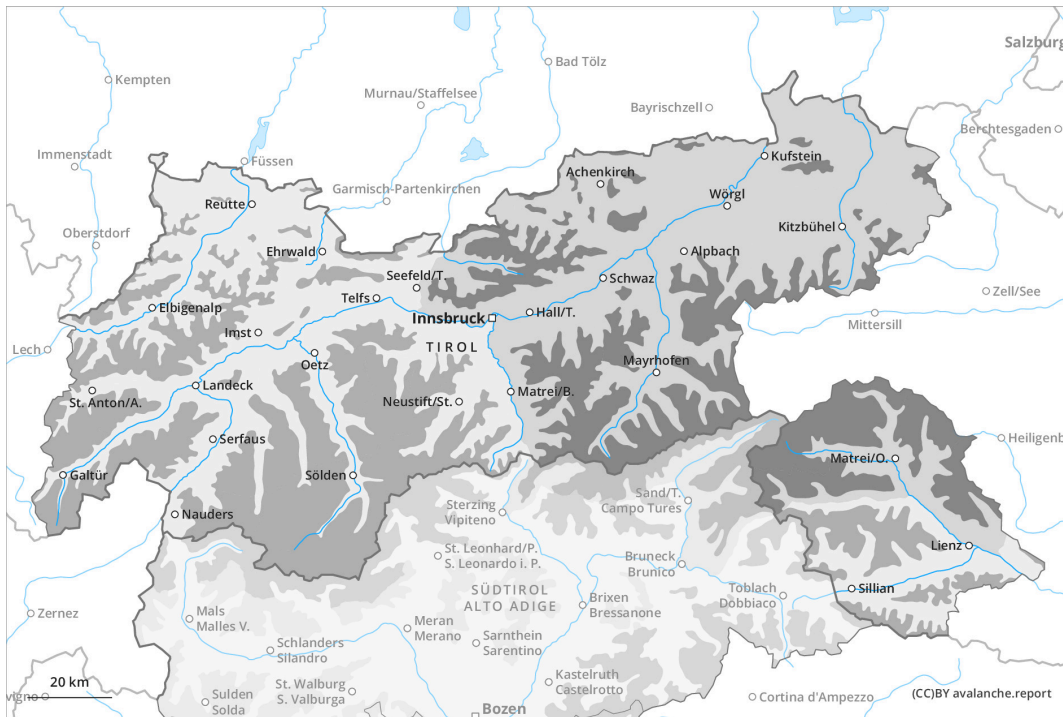 Salzburg
Bad Tölz
Kempten
Murnau/Staffelsee
Bayrischzell
Berchtesgaden
Immenstadt
Füssen
Kufstein
Achenkirch
Garmisch-Partenkirchen
Reutte
Wörgl
Oberstdorf
Kitzbühel
Ehrwald
Alpbach
Seefeld/T.
Schwaz
Zell/See
Telfs
Elbigenalp
Innsbruck
Hall/T.
Mittersill
Imst
TIROL
Lech
Oetz
Mayrhofen
Landeck
St. Anton/A.
Neustift/St.
Matrei/B.
Serfaus
Heiligenb
Matrei/O.
Galtür
Sölden
Sand/T.
Campo Tures
Sterzing
Vipiteno
Nauders
Lienz
St. Leonhard/P.
S. Leonardo i. P.
Bruneck
Brunico
SÜDTIROL
ALTO ADIGE
Toblach
Dobbiaco
Sillian
Brixen
Bressanone
Zernez
Mals
Malles V.
Meran
Merano
Sarnthein
Sarentino
Schlanders
Silandro
Kastelruth
Castelrotto
20 km
St. Walburg
S. Valburga
vigno
Sulden
Solda
Cortina d'Ampezzo
(CC)BY avalanche.report
Bozen